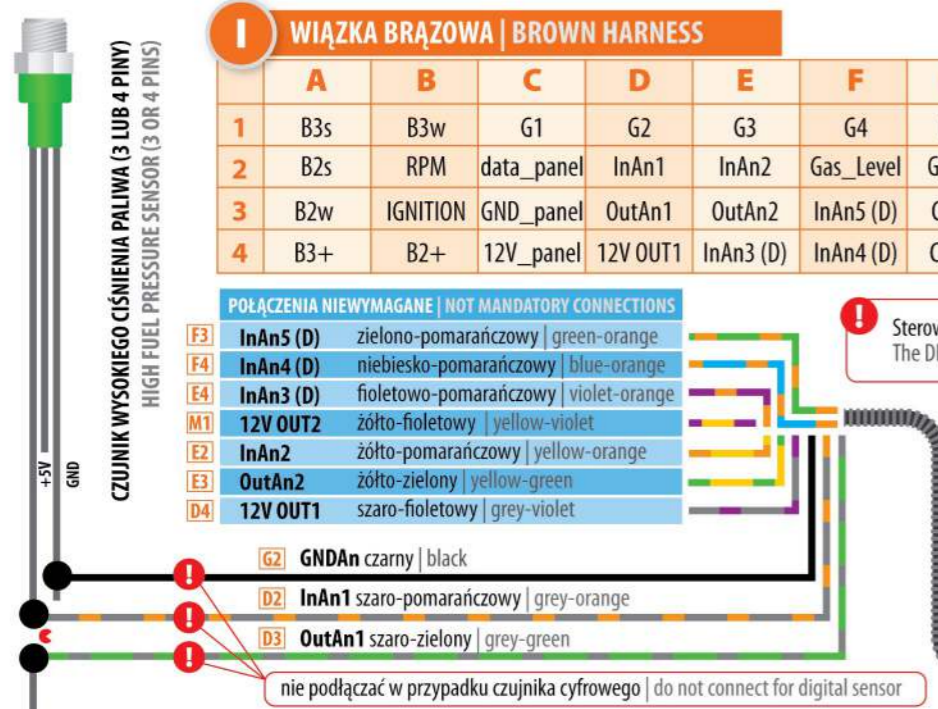 I WIĄZKA BRĄZOWA | BROWN HARNESS
A B C D E F
1 B3s B3w G1 G2 G3 G4
2 B2s RPM data_panel InAn1 InAn2 Gas_Level
3 B2w IGNITION GND_panel OutAn1 OutAn2 InAn5 (D)
4 B3+ B2+ 12V_panel 12V OUT1 InAn3 (D) InAn4 (D)
CZUJNIK WYSOKIEGO CIŚNIENIA PALIWA (3 LUB 4 PINY)
HIGH FUEL PRESSURE SENSOR (3 OR 4 PINS)
+5V
GND
POŁĄCZENIA NIEWYMAGANE | NOT MANDATORY CONNECTIONS
F3 InAn5 (D) zielono-pomarańczowy | green-orange
F4 InAn4 (D) niebiesko-pomarańczowy | blue-orange
E4 InAn3 (D) fioletowo-pomarańczowy | violet-orange
M1 12V OUT2 żółto-fioletowy | yellow-violet
E2 InAn2 żółto-pomarańczowy | yellow-orange
E3 OutAn2 żółto-zielony | yellow-green
D4 12V OUT1 szaro-fioletowy | grey-violet
!
Sterow
The D
G2 GNDAn czarny | black
!
D2 InAn1 szaro-pomarańczowy | grey-orange
!
D3 OutAn1 szaro-zielony | grey-green
!
nie podłączać w przypadku czujnika cyfrowego | do not connect for digital sensor